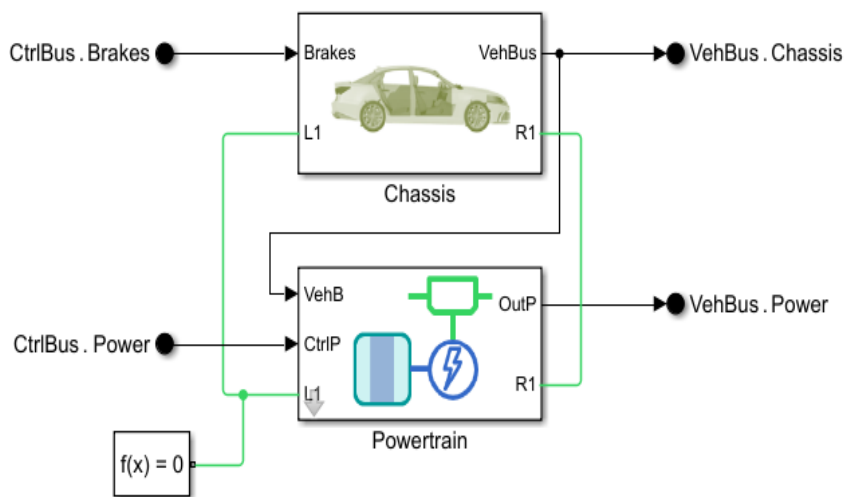 CtrlBus . Brakes
Brakes
VehBus
VehBus . Chassis
L1
R1
Chassis
VehB
OutP
VehBus . Power
CtrlBus . Power
CtrlP
L1
R1
Powertrain
f(x) = 0